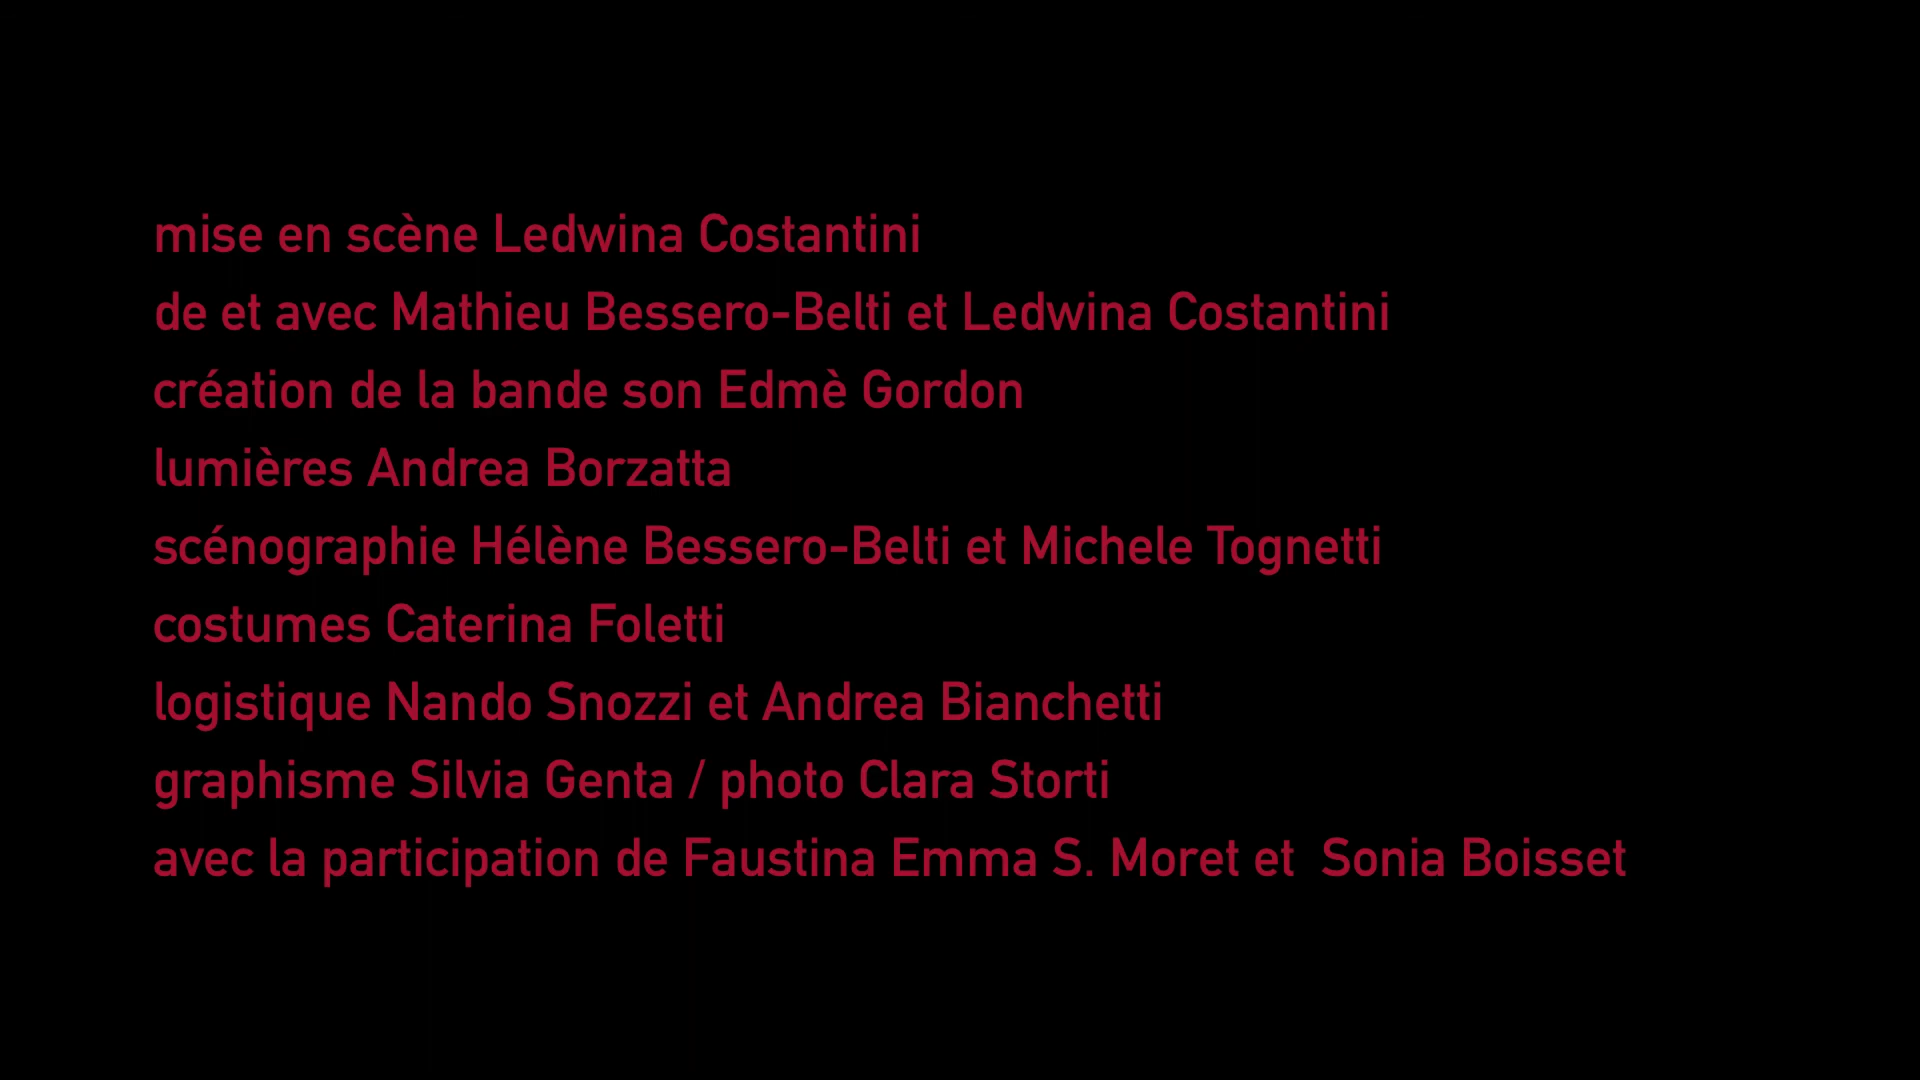 mise en scène Ledwina Costantini
de et avec Mathieu Bessero-Belti et Ledwina Costantini
création de la bande son Edmè Gordon
lumières Andrea Borzatta
scénographie Hélène Bessero-Belti et Michele Tognetti
costumes Caterina Foletti
logistique Nando Snozzi et Andrea Bianchetti
graphisme Silvia Genta / photo Clara Storti
avec la participation de Faustina Emma S. Moret et  Sonia Boisset